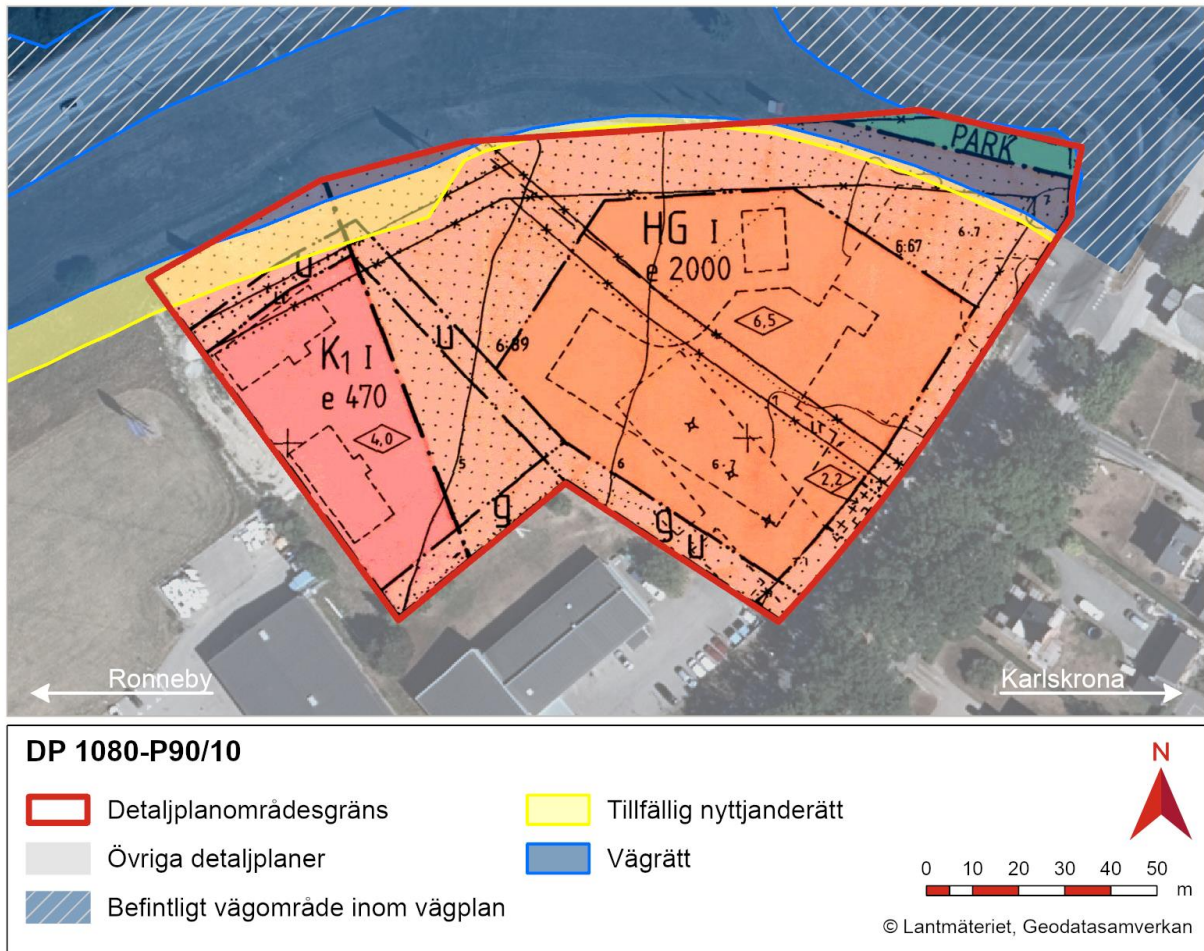 PARK
HG I
e 2000
6·7
6:67
6,5
u
u
6:89
K1 I
e 470
4,0
5
6
6·7
LT
2,2
g
g
u
Ronneby
Karlskrona
DP 1080-P90/10
Detaljplanområdesgräns
Övriga detaljplaner
Befintligt vägområde inom vägplan
Tillfällig nyttjanderätt
Vägrätt
N
0 10 20 30 40 50
m
© Lantmäteriet, Geodatasamverkan